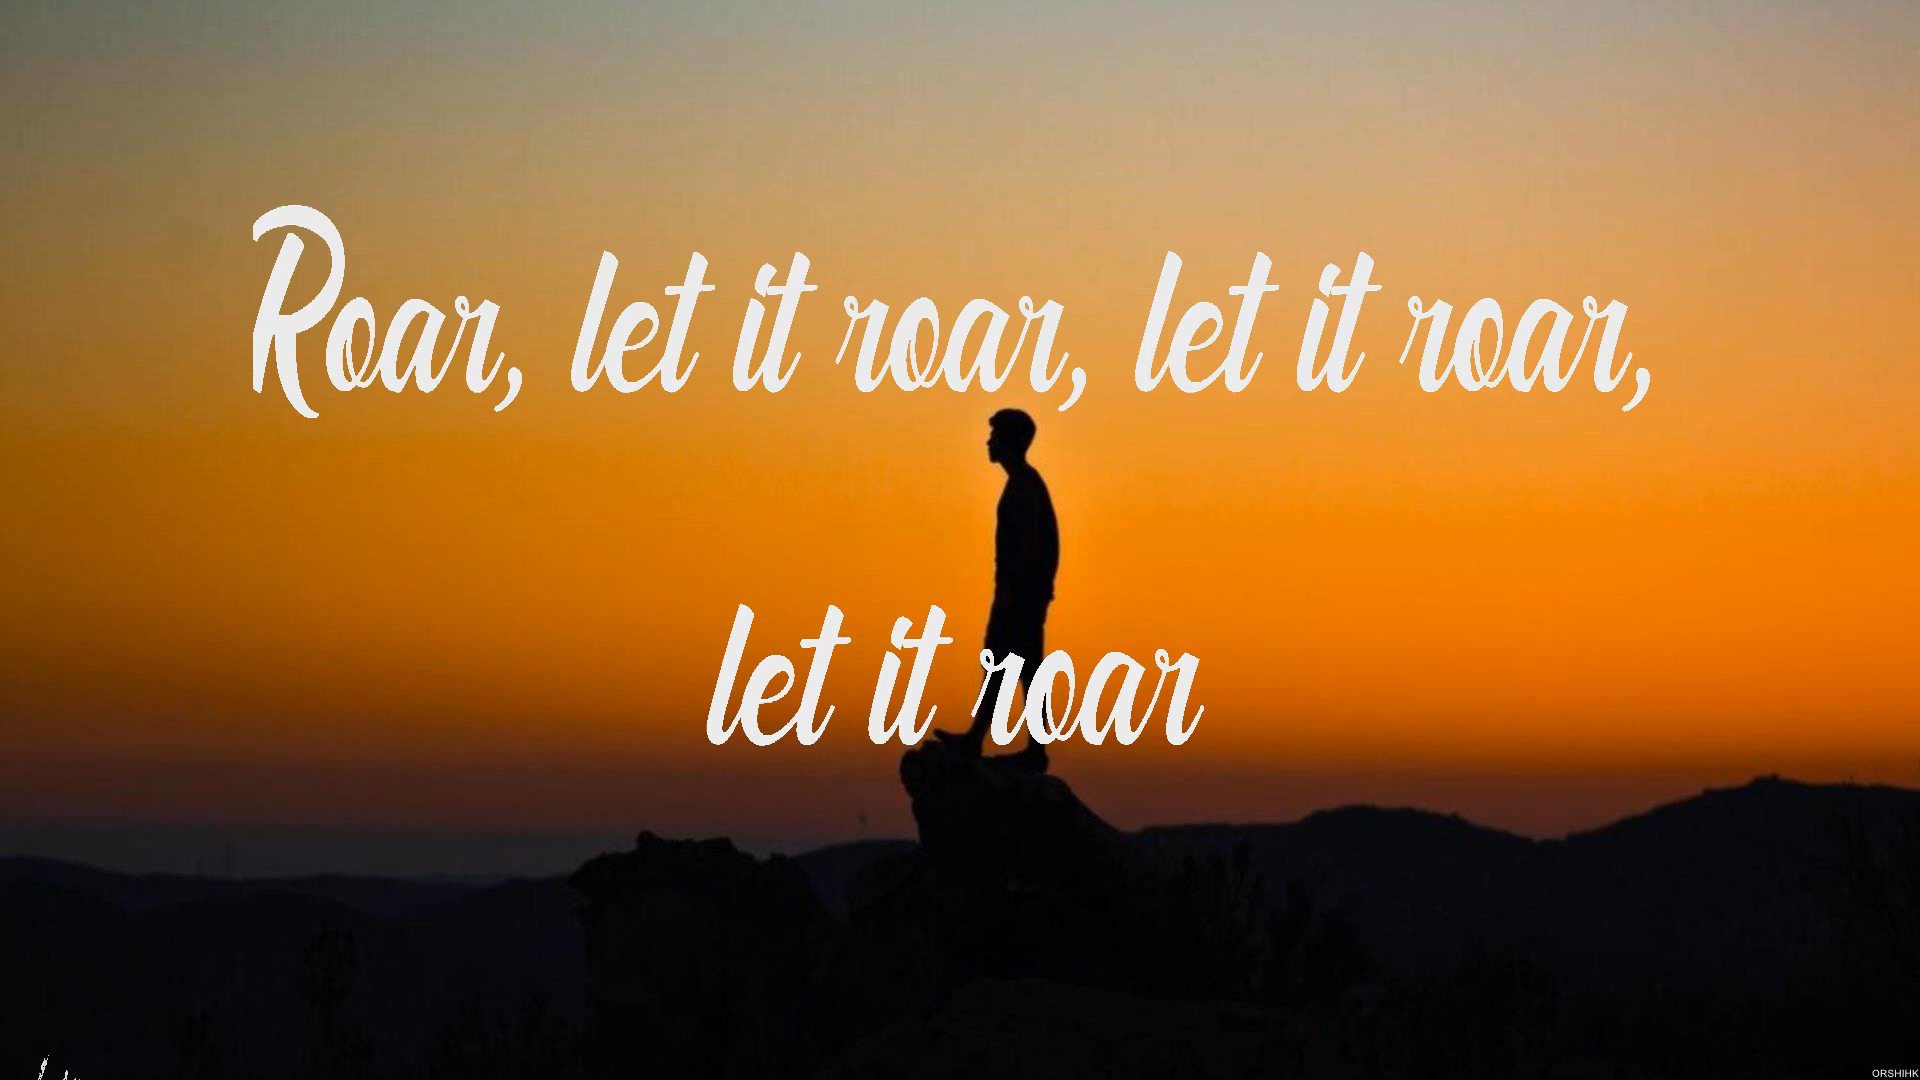 Roar, let it roar, let it roar,
let it roar
ORSHIHK